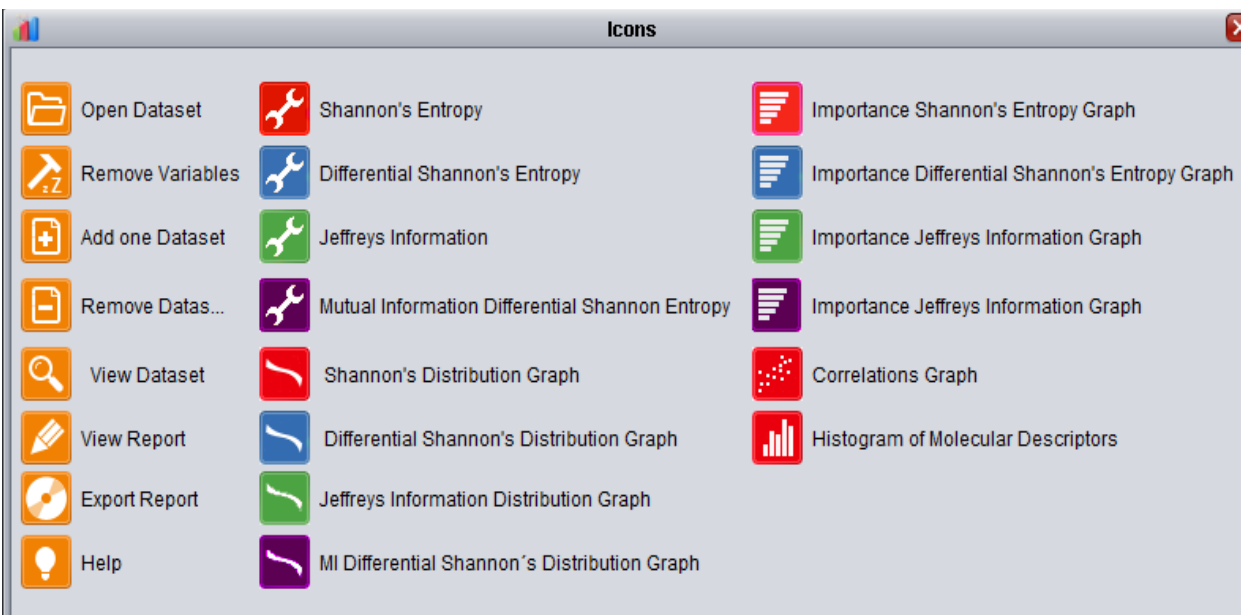 Icons
Open Dataset
Shannon's Entropy
Importance Shannon's Entropy Graph
Remove Variables
Differential Shannon's Entropy
Importance Differential Shannon's Entropy Graph
Add one Dataset
Jeffreys Information
Importance Jeffreys Information Graph
Remove Datas...
Mutual Information Differential Shannon Entropy
Importance Jeffreys Information Graph
View Dataset
Shannon's Distribution Graph
Correlations Graph
View Report
Differential Shannon's Distribution Graph
Histogram of Molecular Descriptors
Export Report
Jeffreys Information Distribution Graph
Help
MI Differential Shannon´s Distribution Graph